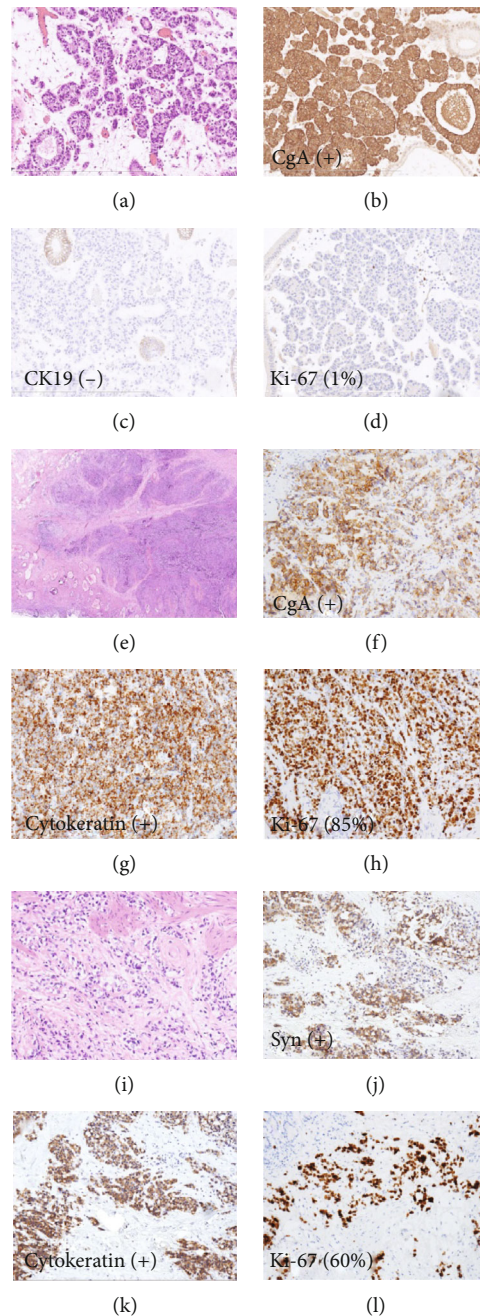 (a)
CgA (+)
(b)
CK19 (–)
(c)
Ki-67 (1%)
(d)
(e)
CgA (+)
(f)
Cytokeratin (+)
(g)
Ki-67 (85%)
(h)
(i)
Syn (+)
(j)
Cytokeratin (+)
(k)
Ki-67 (60%)
(l)